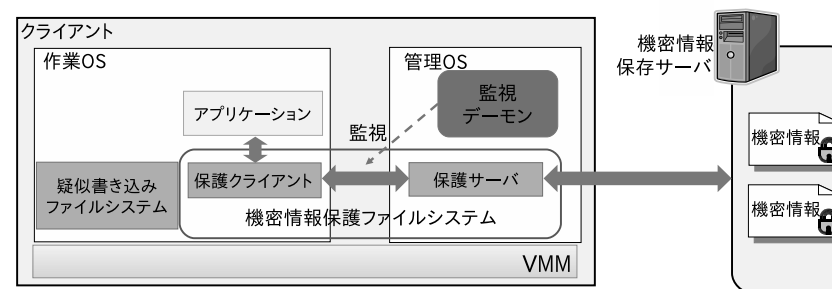 クライアント
作業OS
管理OS
機密情報
保存サーバ
監視
デーモン
アプリケーション
監視
機密情報
疑似書き込み
ファイルシステム
保護クライアント
保護サーバ
機密情報保護ファイルシステム
機密情報
VMM